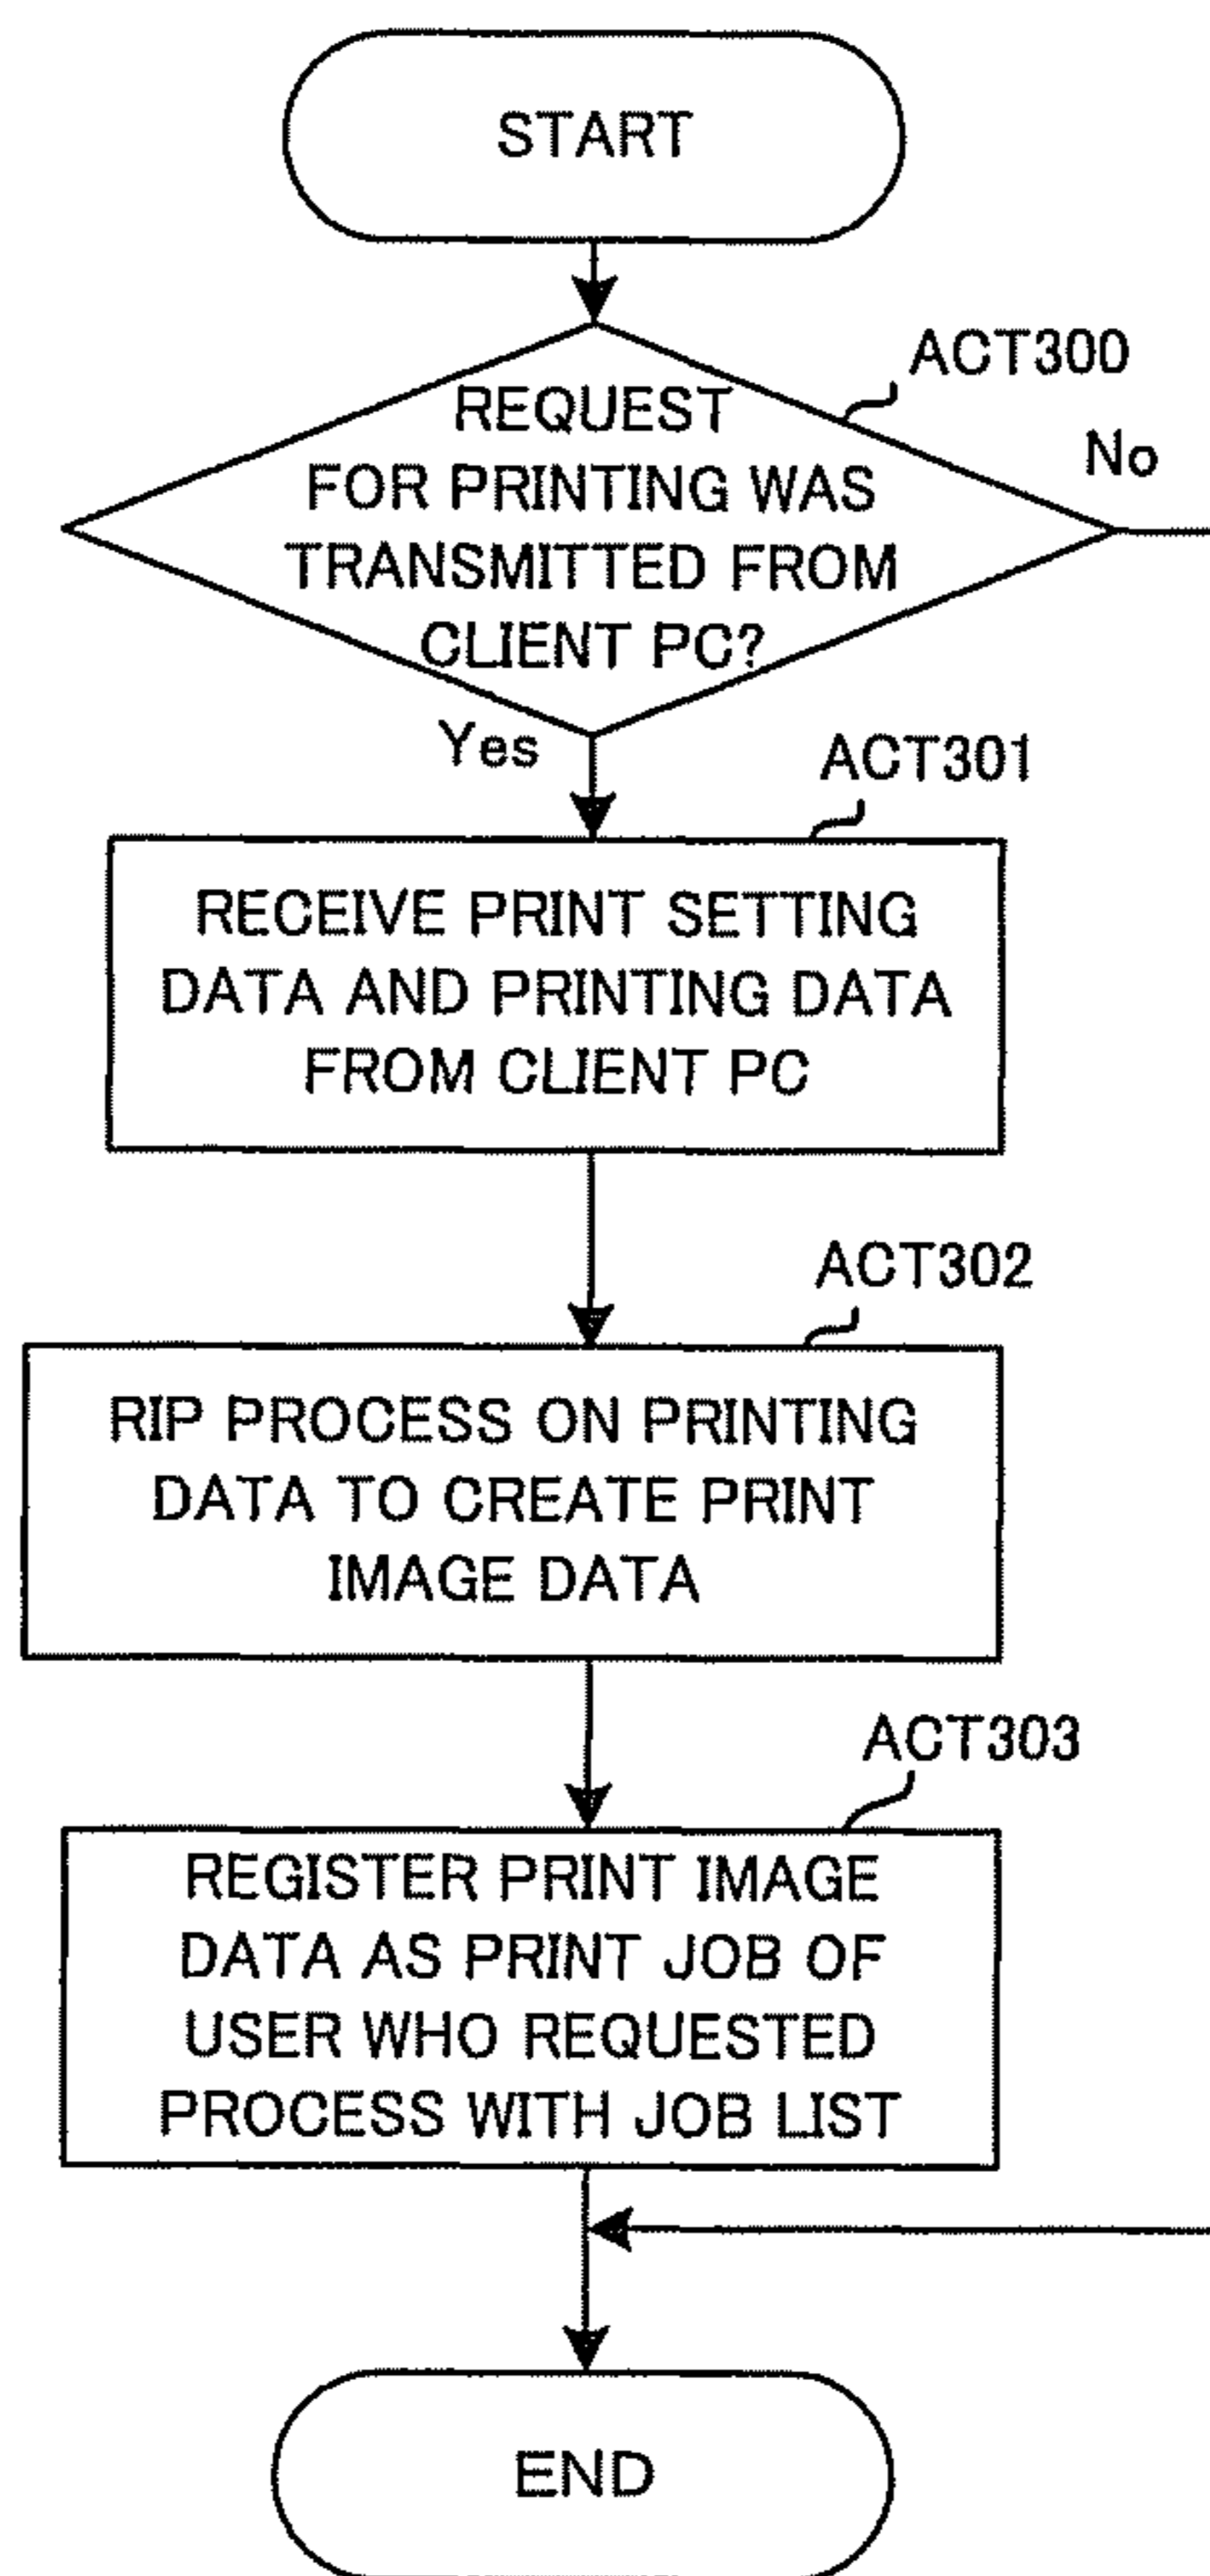 START
ACT300
No
REQUEST
FOR PRINTING WAS
TRANSMITTED FROM
CLIENT PC?
Yes
ACT301
RECEIVE PRINT SETTING
DATA AND PRINTING DATA
FROM CLIENT PC
ACT302
RIP PROCESS ON PRINTING
DATA TO CREATE PRINT
IMAGE DATA
ACT303
REGISTER PRINT IMAGE
DATA AS PRINT JOB OF
USER WHO REQUESTED
PROCESS WITH JOB LIST
END